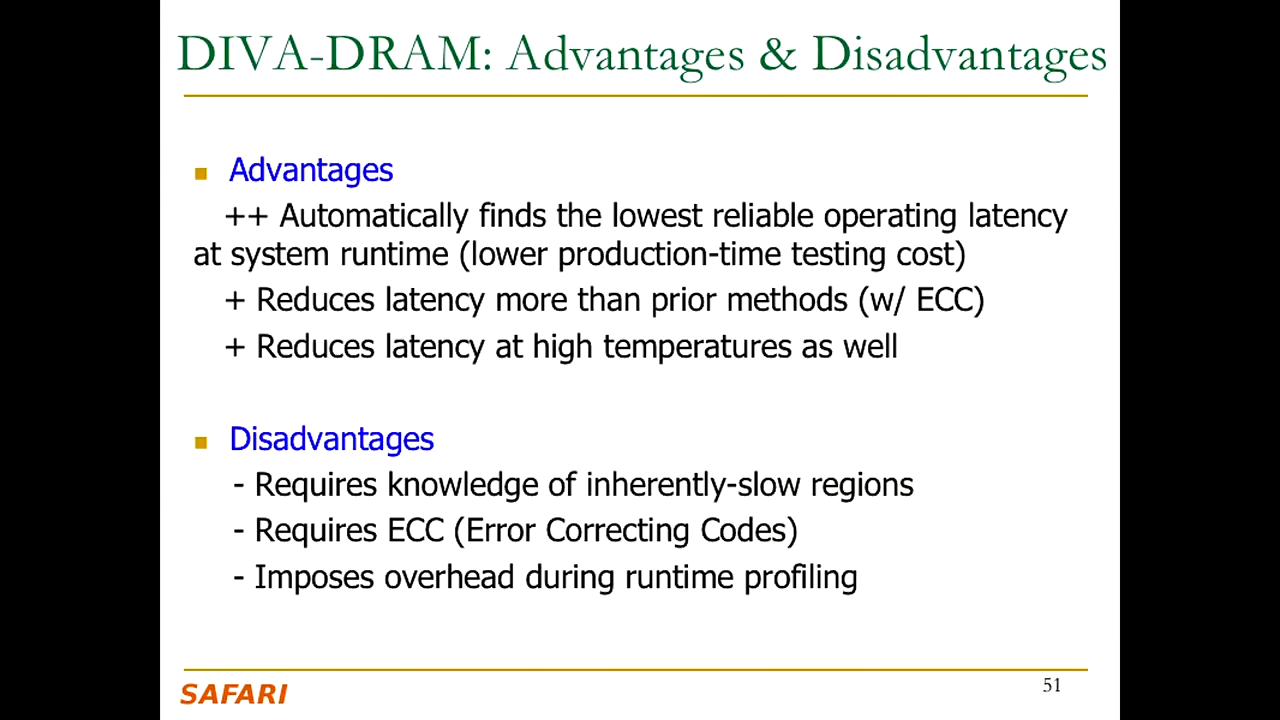 DIVA-DRAM: Advantages & Disadvantages
Advantages
++ Automatically finds the lowest reliable operating latency
at system runtime (lower production-time testing cost)
+ Reduces latency more than prior methods (w/ ECC)
+ Reduces latency at high temperatures as well
Disadvantages
- Requires knowledge of inherently-slow regions
- Requires ECC (Error Correcting Codes)
- Imposes overhead during runtime profiling
SAFARI
51